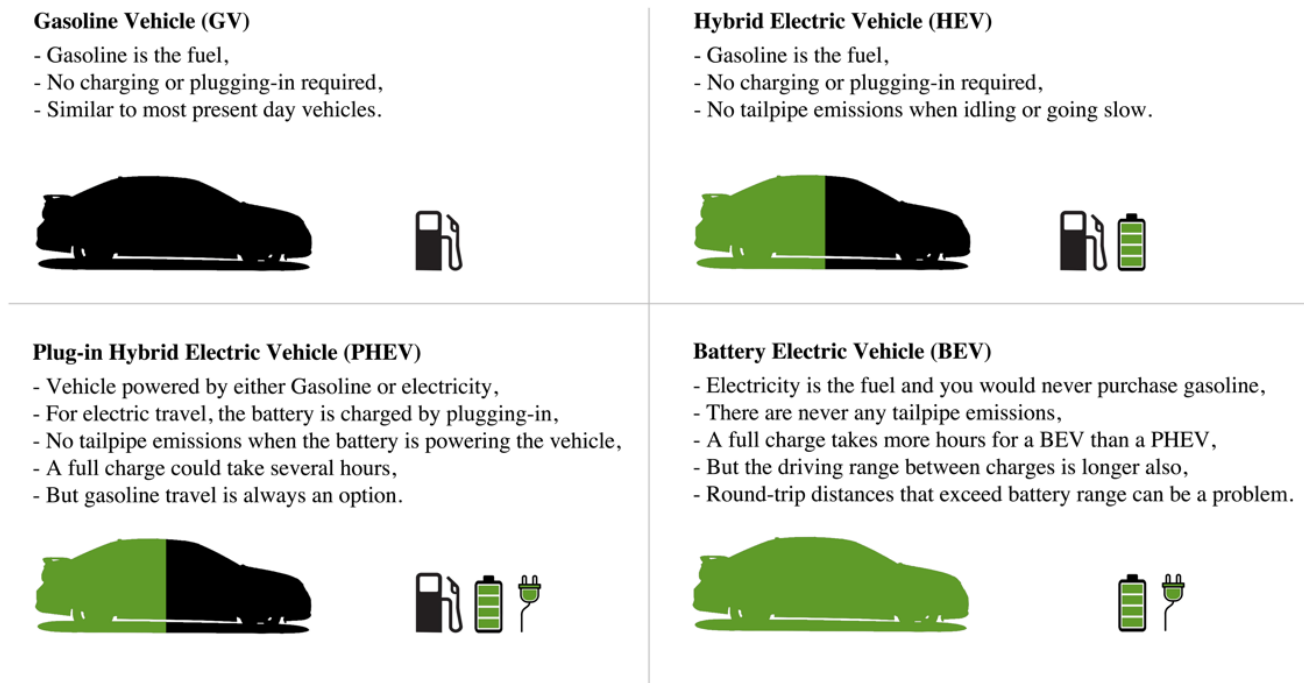 Gasoline Vehicle (GV)
- Gasoline is the fuel,
- No charging or plugging-in required,
- Similar to most present day vehicles.
Hybrid Electric Vehicle (HEV)
- Gasoline is the fuel,
- No charging or plugging-in required,
- No tailpipe emissions when idling or going slow.
Plug-in Hybrid Electric Vehicle (PHEV)
- Vehicle powered by either Gasoline or electricity,
- For electric travel, the battery is charged by plugging-in,
- No tailpipe emissions when the battery is powering the vehicle,
- A full charge could take several hours,
- But gasoline travel is always an option.
Battery Electric Vehicle (BEV)
- Electricity is the fuel and you would never purchase gasoline,
- There are never any tailpipe emissions,
- A full charge takes more hours for a BEV than a PHEV,
- But the driving range between charges is longer also,
- Round-trip distances that exceed battery range can be a problem.